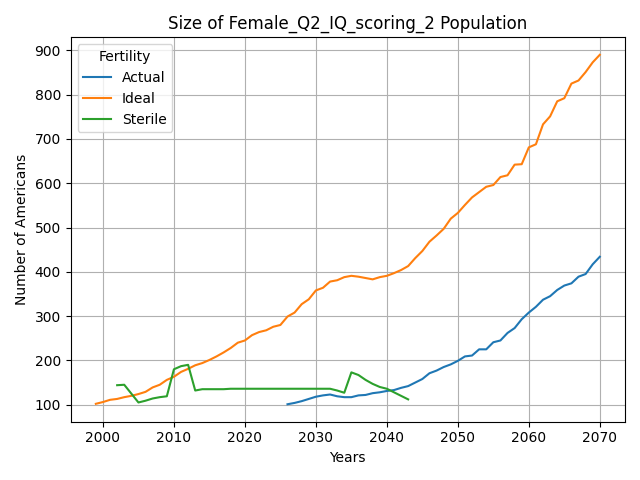 Size of Female_Q2_IQ_scoring_2 Population
Number of Americans
900
800
700
600
500
400
300
200
100
Fertility
Actual
Ideal
Sterile
2000 2010 2020 2030 2040 2050 2060 2070
Years